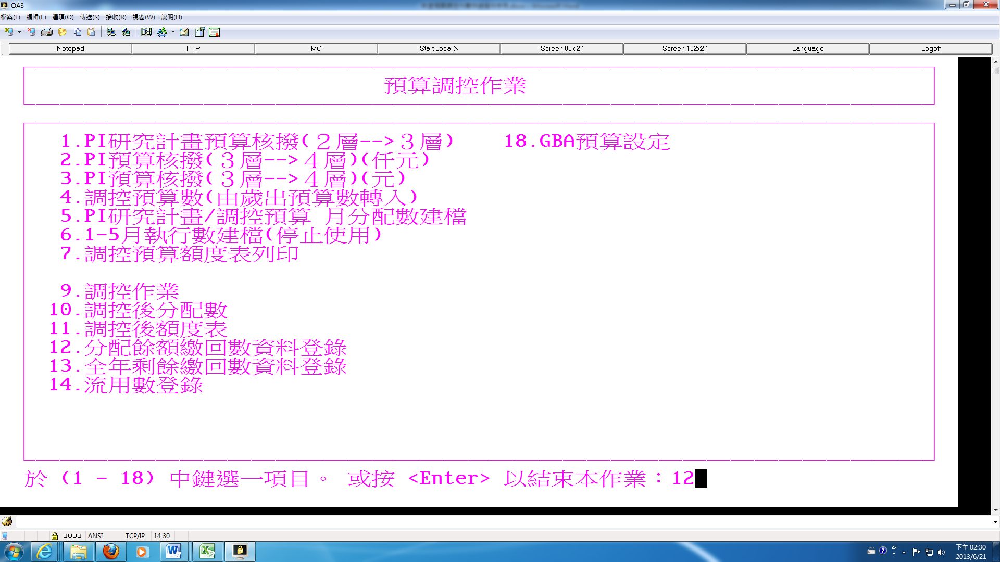 OA3
檔案(F) 編輯(E) 選項(O) 傳送(S) 接收(R) 視窗(W) 說明(H)
Notepad FTP MC Start Local X Screen 80x24 Screen 132x24 Language Logoff
預算調控作業
1.PI研究計畫預算核撥(２層-->３層) 18.GBA預算設定
2.PI預算核撥(３層-->４層)(仟元)
3.PI預算核撥(３層-->４層)(元)
4.調控預算數(由歲出預算數轉入)
5.PI研究計畫/調控預算 月分配數建檔
6.1-5月執行數建檔(停止使用)
7.調控預算額度表列印
9.調控作業
10.調控後分配數
11.調控後額度表
12.分配餘額繳回數資料登錄
13.全年剩餘繳回數資料登錄
14.流用數登錄
於 (1 - 18) 中鍵選一項目。 或按 <Enter> 以結束本作業：12
ANSI TCP/IP 14:30
下午 02:30
2013/6/21